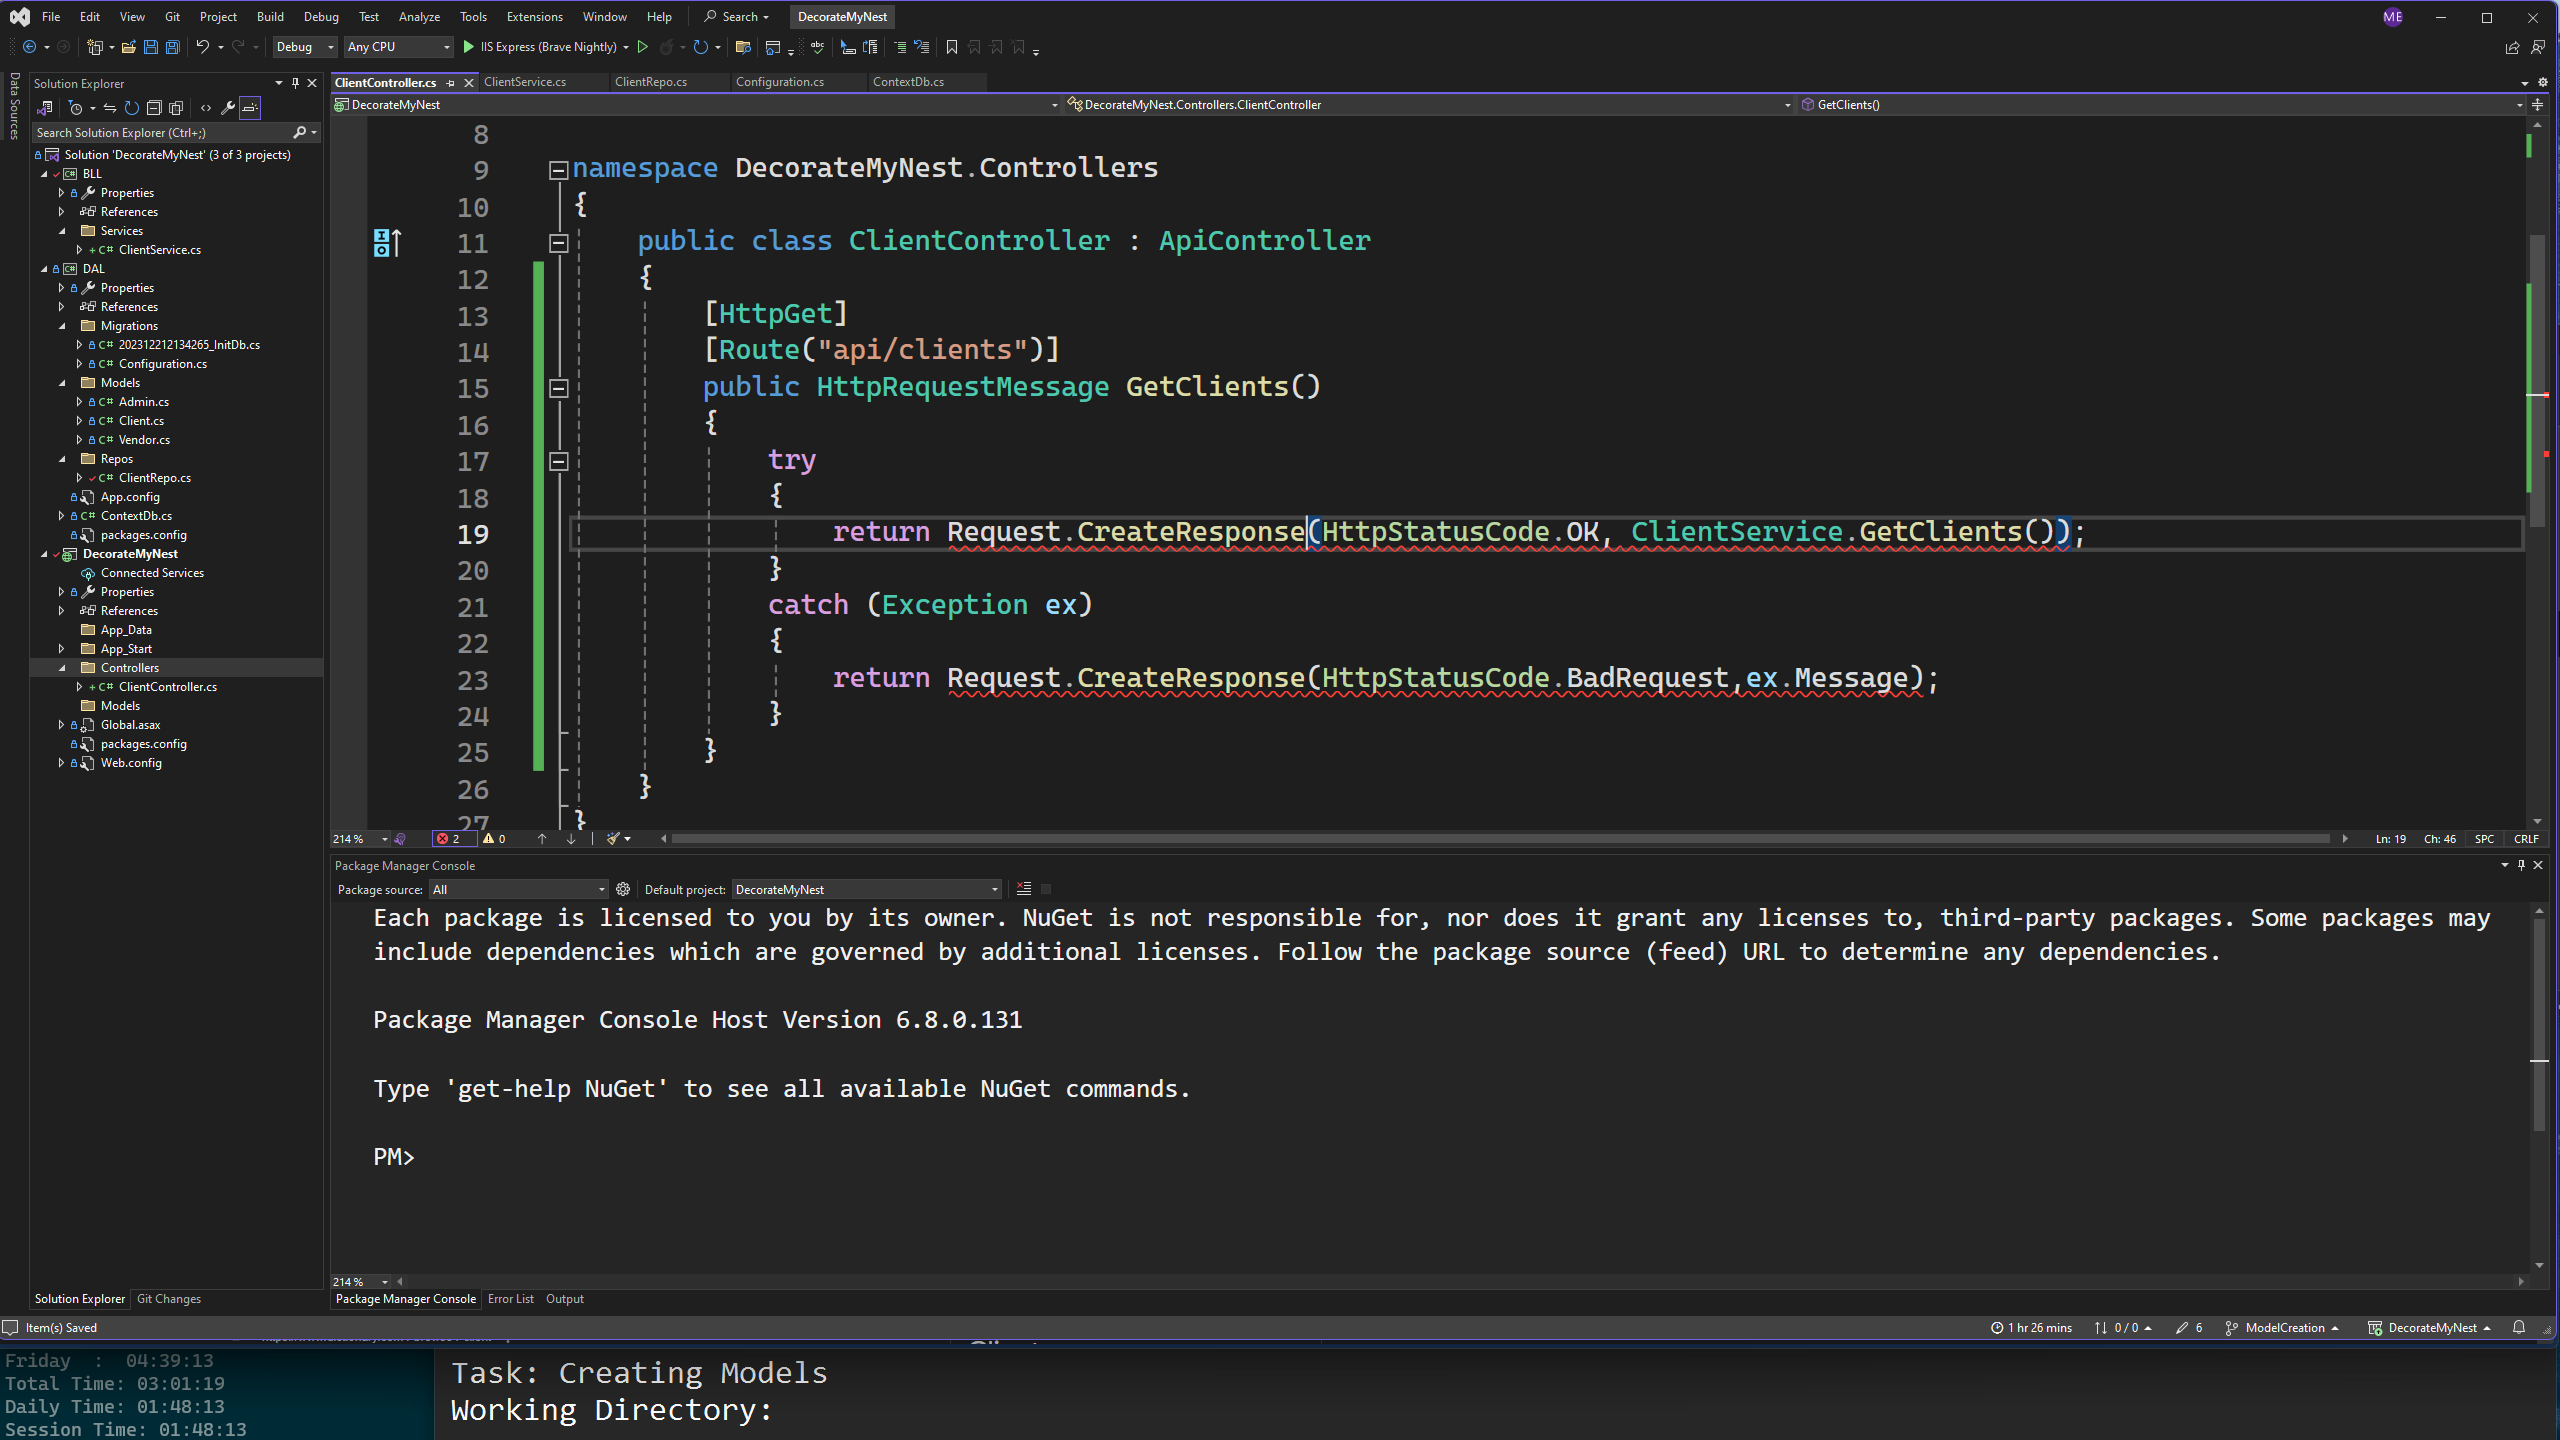 File Edit View Git Project Build Debug Test Analyze Tools Extensions Window Help Search DecorateMyNest ME
Debug Any CPU IIS Express (Brave Nightly)
Data Sources
Solution Explorer
Search Solution Explorer (Ctrl+;)
Solution 'DecorateMyNest' (3 of 3 projects)
BLL
Properties
References
Services
C# ClientService.cs
DAL
Properties
References
Migrations
C# 202312212134265_InitDb.cs
C# Configuration.cs
Models
C# Admin.cs
C# Client.cs
C# Vendor.cs
Repos
C# ClientRepo.cs
App.config
C# ContextDb.cs
packages.config
DecorateMyNest
Connected Services
Properties
References
App_Data
App_Start
Controllers
C# ClientController.cs
Models
Global.asax
packages.config
Web.config
Solution Explorer Git Changes
ClientController.cs ClientService.cs ClientRepo.cs Configuration.cs ContextDb.cs
DecorateMyNest DecorateMyNest.Controllers.ClientController GetClients()
8
9 namespace DecorateMyNest.Controllers
10 {
11 public class ClientController : ApiController
12 {
13 [HttpGet]
14 [Route("api/clients")]
15 public HttpRequestMessage GetClients()
16 {
17 try
18 {
19 return Request.CreateResponse(HttpStatusCode.OK, ClientService.GetClients());
20 }
21 catch (Exception ex)
22 {
23 return Request.CreateResponse(HttpStatusCode.BadRequest,ex.Message);
24 }
25 }
26 }
27 }
214 % 2 0 Ln: 19 Ch: 46 SPC CRLF
Package Manager Console
Package source: All Default project: DecorateMyNest
Each package is licensed to you by its owner. NuGet is not responsible for, nor does it grant any licenses to, third-party packages. Some packages may
include dependencies which are governed by additional licenses. Follow the package source (feed) URL to determine any dependencies.
Package Manager Console Host Version 6.8.0.131
Type 'get-help NuGet' to see all available NuGet commands.
PM>
214 %
Package Manager Console Error List Output
Item(s) Saved 1 hr 26 mins 0 / 0 6 ModelCreation DecorateMyNest
Friday : 04:39:13
Total Time: 03:01:19
Daily Time: 01:48:13
Session Time: 01:48:13
Task: Creating Models
Working Directory: